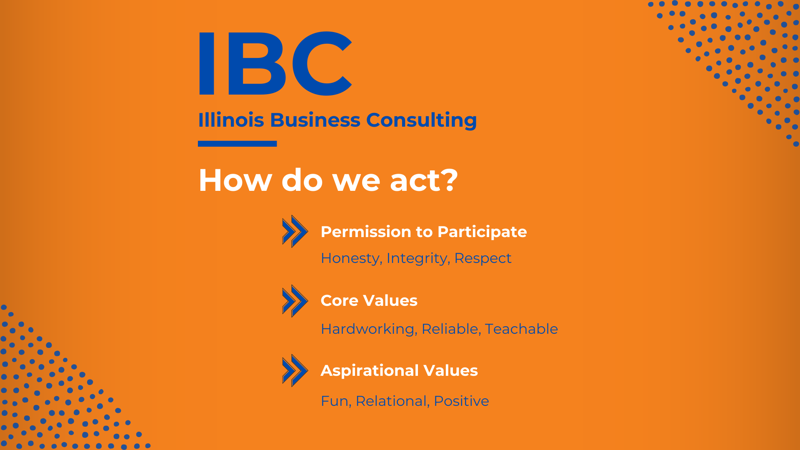 IBC
Illinois Business Consulting
How do we act?
Permission to Participate
Honesty, Integrity, Respect
Core Values
Hardworking, Reliable, Teachable
Aspirational Values
Fun, Relational, Positive